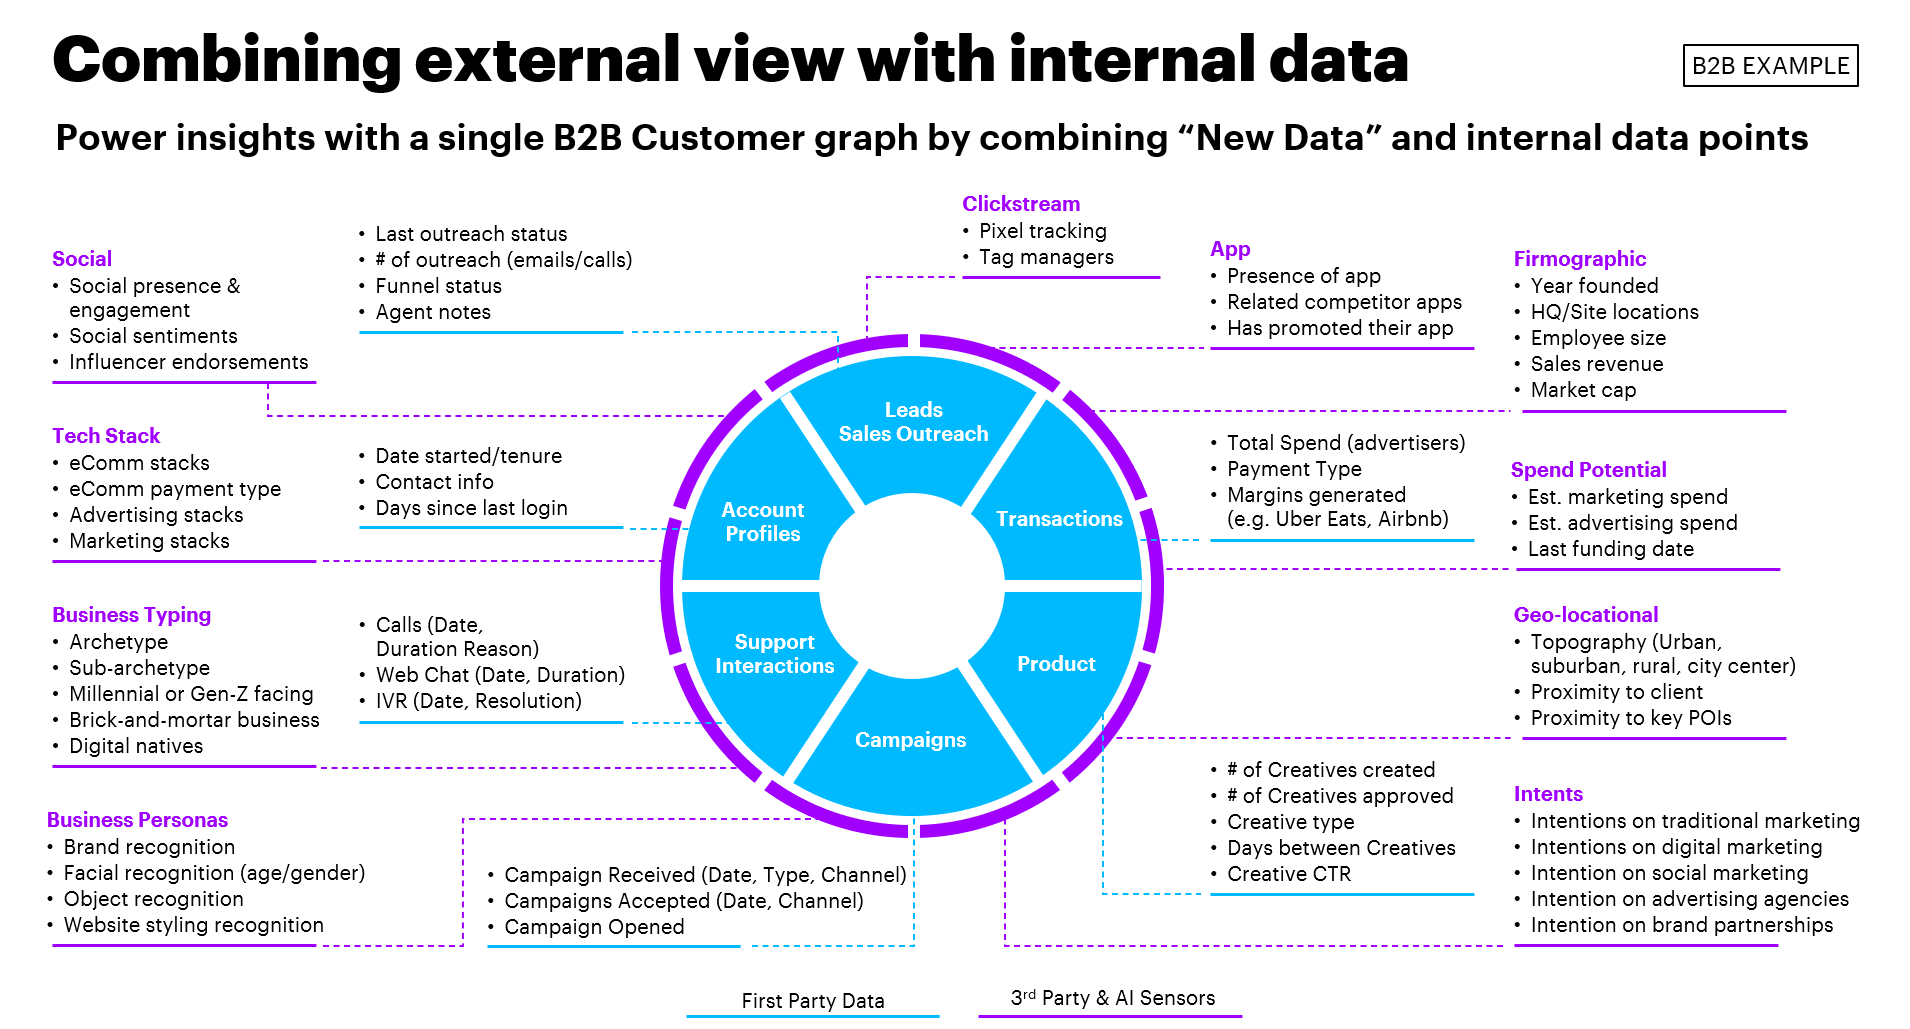 Combining external view with internal data
B2B EXAMPLE
Power insights with a single B2B Customer graph by combining “New Data” and internal data points
Social
• Social presence &
engagement
• Social sentiments
• Influencer endorsements
• Last outreach status
• # of outreach (emails/calls)
• Funnel status
• Agent notes
Clickstream
• Pixel tracking
• Tag managers
App
• Presence of app
• Related competitor apps
• Has promoted their app
Firmographic
• Year founded
• HQ/Site locations
• Employee size
• Sales revenue
• Market cap
Tech Stack
• eComm stacks
• eComm payment type
• Advertising stacks
• Marketing stacks
• Date started/tenure
• Contact info
• Days since last login
Leads
Sales Outreach
Account
Profiles
Transactions
Support
Interactions
Product
Campaigns
• Total Spend (advertisers)
• Payment Type
• Margins generated
(e.g. Uber Eats, Airbnb)
Spend Potential
• Est. marketing spend
• Est. advertising spend
• Last funding date
Business Typing
• Archetype
• Sub-archetype
• Millennial or Gen-Z facing
• Brick-and-mortar business
• Digital natives
• Calls (Date,
Duration Reason)
• Web Chat (Date, Duration)
• IVR (Date, Resolution)
Geo-locational
• Topography (Urban,
suburban, rural, city center)
• Proximity to client
• Proximity to key POIs
Business Personas
• Brand recognition
• Facial recognition (age/gender)
• Object recognition
• Website styling recognition
• Campaign Received (Date, Type, Channel)
• Campaigns Accepted (Date, Channel)
• Campaign Opened
• # of Creatives created
• # of Creatives approved
• Creative type
• Days between Creatives
• Creative CTR
Intents
• Intentions on traditional marketing
• Intentions on digital marketing
• Intention on social marketing
• Intention on advertising agencies
• Intention on brand partnerships
First Party Data
3rd Party & AI Sensors